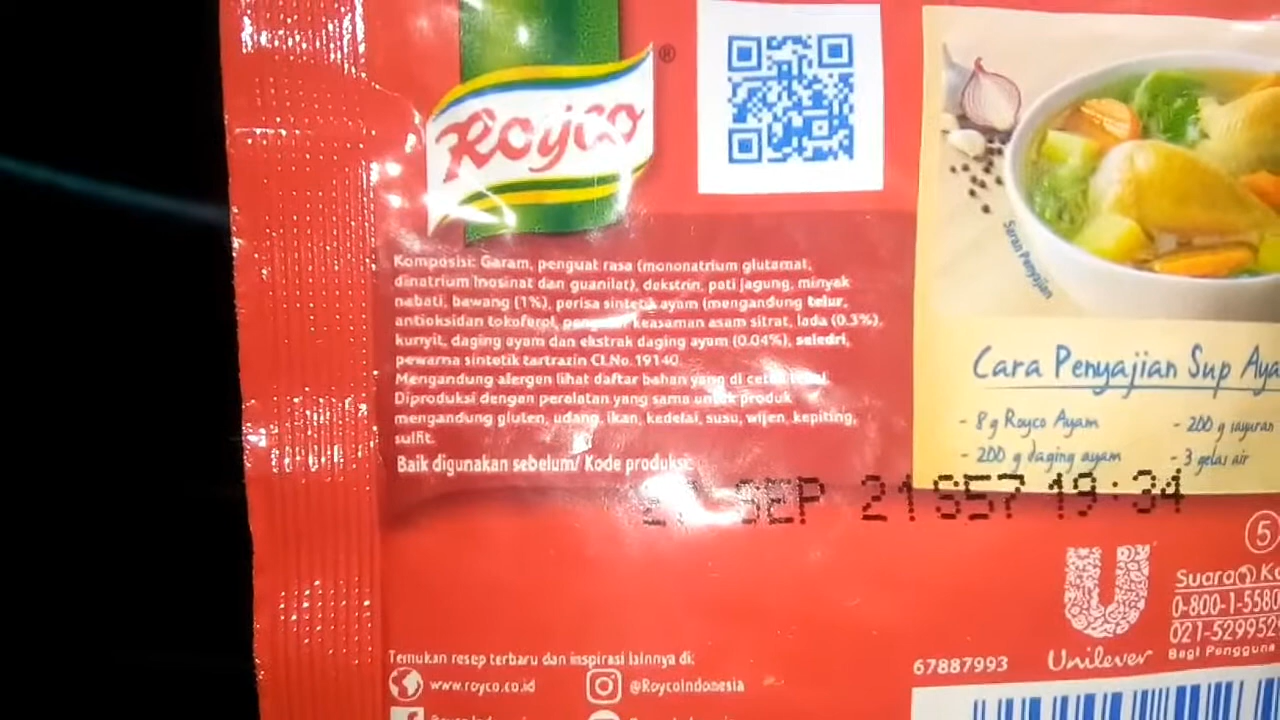 Royco®
Komposisi: Garam, penguat rasa (mononatrium glutamat,
dinatrium inosinat dan guanilat), dekstrin, pati jagung, minyak
nabati, bawang (1%), perisa sintetik ayam (mengandung telur,
antioksidan tokoferol, keasaman asam sitrat, lada (0.3%),
kunyit, daging ayam dan ekstrak daging ayam (0.04%), seledri,
pewarna sintetik tartrazin CI.No 19140
Mengandung alergen lihat daftar bahan yang di
Diproduksi dengan peralatan yang sama untuk produk
mengandung gluten, udang, ikan, kedelai, susu, wijen, kepiting,
sulfit.
Baik digunakan sebelum/ Kode produksi:
SEP 21 S57 19:34
Saran Penyajian
Cara Penyajian Sup Aya
- 8 g Royco Ayam
- 200 g sayuran
- 200 g daging ayam
- 3 gelas air
5
Temukan resep terbaru dan inspirasi lainnya di:
www.royco.co.id
@RoycoIndonesia
67887993
Unilever
Suara Ko
0-800-1-5580
021-5299529
Bagi Pengguna